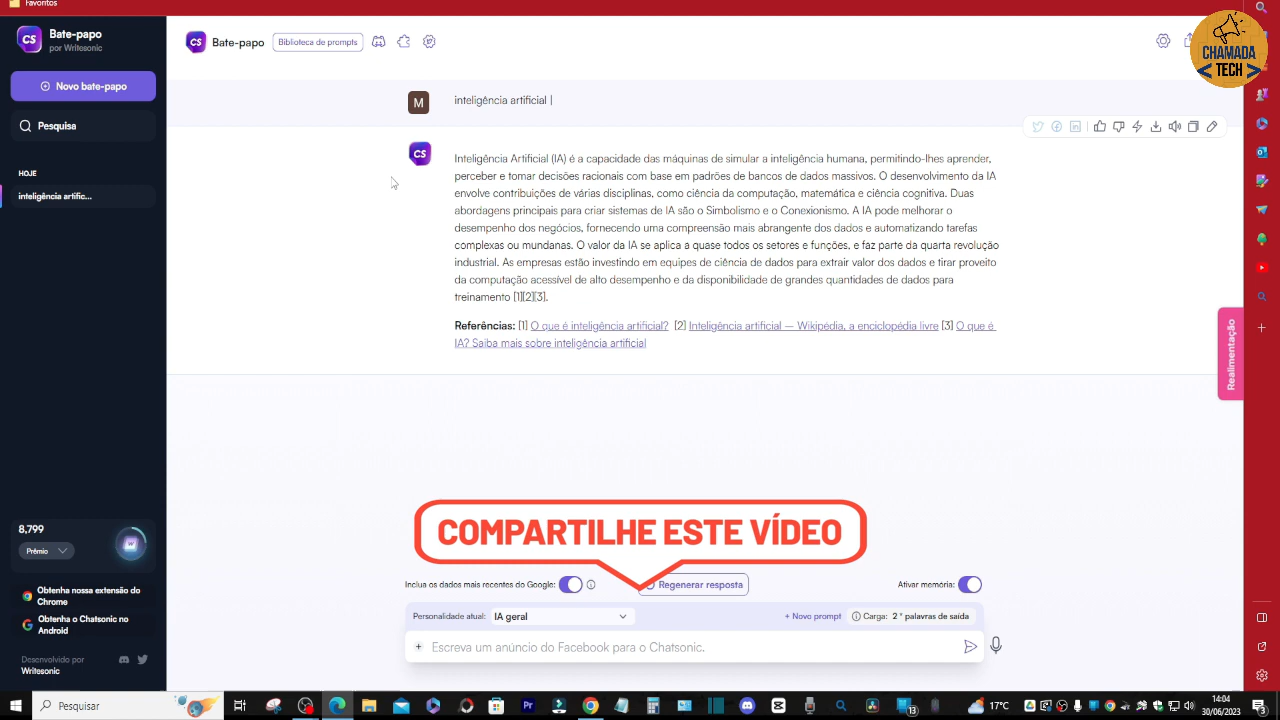 Favoritos
CS
Bate-papo
por Writesonic
Novo bate-papo
Pesquisa
HOJE
inteligência artific...
8,799
Prêmio
Obtenha nossa extensão do
Chrome
Obtenha o Chatsonic no
Android
Desenvolvido por
Writesonic
CS
Bate-papo
Biblioteca de prompts
CHAMADA
< TECH >
M
inteligência artificial |
CS
Inteligência Artificial (IA) é a capacidade das máquinas de simular a inteligência humana, permitindo-lhes aprender,
perceber e tomar decisões racionais com base em padrões de bancos de dados massivos. O desenvolvimento da IA
envolve contribuições de várias disciplinas, como ciência da computação, matemática e ciência cognitiva. Duas
abordagens principais para criar sistemas de IA são o Simbolismo e o Conexionismo. A IA pode melhorar o
desempenho dos negócios, fornecendo uma compreensão mais abrangente dos dados e automatizando tarefas
complexas ou mundanas. O valor da IA se aplica a quase todos os setores e funções, e faz parte da quarta revolução
industrial. As empresas estão investindo em equipes de ciência de dados para extrair valor dos dados e tirar proveito
da computação acessível de alto desempenho e da disponibilidade de grandes quantidades de dados para
treinamento [1][2][3].
Referências: [1] O que é inteligência artificial? [2] Inteligência artificial – Wikipédia, a enciclopédia livre [3] O que é
IA? Saiba mais sobre inteligência artificial
Realimentação
COMPARTILHE ESTE VÍDEO
Inclua os dados mais recentes do Google:
Regenerar resposta
Ativar memória:
Personalidade atual: IA geral
+ Novo prompt
Carga: 2 * palavras de saída
Escreva um anúncio do Facebook para o Chatsonic.
Pesquisar
13
17°C
14:04
30/06/2023